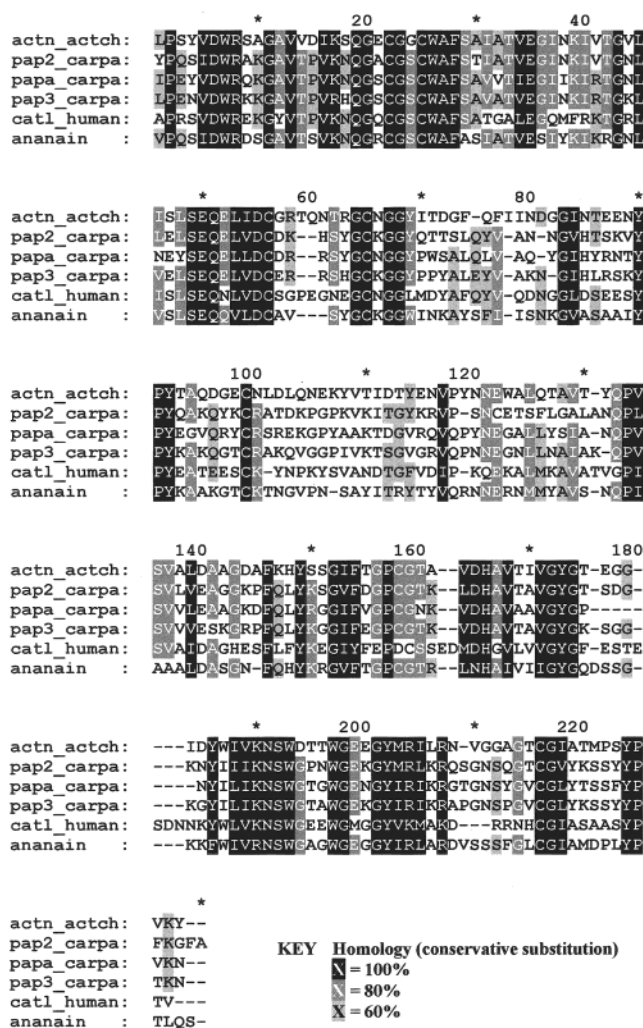 * 20 * 40
actn_actch: LPSYVDWRSAGAVVDIKSQGECGGCWAFSAIATVEGINKIVTGVL
pap2_carpa: YPQSIDWRAKGAVTPVKNQGACGSCWAFSTIATVEGINKIVTGNL
papa_carpa: IPEYVDWRQKGAVTPVKNQGSCGSCWAFSAVVTIEGIIKIRTGNL
pap3_carpa: LPENVDWRKKGAVTPVRHQGSCGSCWAFSAVATVEGINKIRTGKL
catl_human: APRSVDWREKGYVTPVKNQGQCGSCWAFSATGALEGQMFRKTGRL
ananain : VPQSIDWRDSGAVTSVKNQGRCGSCWAFASIATVESIYKIKRGNL
* 60 * 80 *
actn_actch: ISLSEQELIDCGRTQNTRGCNGGYITDGF-QFIINDGGINTEENY
pap2_carpa: LELSEQELVDCDK--HSYGCKGGYQTTSLQYV-AN-NGVHTSKVY
papa_carpa: NEYSEQELLDCDR--RSYGCNGGYPWSALQLV-AQ-YGIHYRNTY
pap3_carpa: VELSEQELVDCER--RSHGCKGGYPPYALEYV-AKN-GIHLRSKY
catl_human: ISLSEQNLVDCSGPEGNEGCNGGLMDYAFQYV-QDNGGLDSEESY
ananain : VSLSEQQVLDCAV---SYGCKGGWINKAYSFI-ISNKGVASAAIY
100 * 120 *
actn_actch: PYTAQDGECNLDLQNEKYVTIDTYENVPYNNEWALQTAVT-YQPV
pap2_carpa: PYQAKQYKCRATDKPGPKVKITGYKRVP-SNCETSFLGALANQPL
papa_carpa: PYEGVQRYCRSREKGPYAAKTDGVRQVQPYNEGALLYSIA-NQPV
pap3_carpa: PYKAKQGTCRAKQVGGPIVKTSGVGRVQPNNEGNLLNALAK-QPV
catl_human: PYEATEESCK-YNPKYSVANDTGFVDIP-KQEKALMKAVATVGPI
ananain : PYKAAKGTCKTNGVPN-SAYITRYTYVQRNNERNMMYAVS-NQPI
140 * 160 * 180
actn_actch: SVALDAAGDAFKHYSSGIFTGPCGTA--VDHAVTIVGYGT-EGG-
pap2_carpa: SVLVEAGGKPFQLYKSGVFDGPCGTK--LDHAVTAVGYGT-SDG-
papa_carpa: SVVLEAAGKDFQLYRGGIFVGPCGNK--VDHAVAAVGYGP-----
pap3_carpa: SVVVESKGRPFQLYKGGIFEGPCGTK--VDHAVTAVGYGK-SGG-
catl_human: SVAIDAGHESFLFYKEGIYFEPDCSSEDMDHGVLVVGYGF-ESTE
ananain : AAALDASGN-FQHYKRGVFTGPCGTR--LNHAIVIIGYGQDSSG-
* 200 * 220
actn_actch: ---IDYWIVKNSWDTTWGEEGYMRILRN-VGGAGTCGIATMPSYP
pap2_carpa: ---KNYIIIKNSWGPNWGEKGYMRLKRQSGNSQGTCGVYKSSYYP
papa_carpa: ----NYILIKNSWGTGWGENGYIRIKRGTGNSYGVCGLYTSSFYP
pap3_carpa: ---KGYILIKNSWGTAWGEKGYIRIKRAPGNSPGVCGLYKSSYYP
catl_human: SDNNKYWLVKNSWGEEWGMGGYVKMAKD---RRNHCGIASAASYP
ananain : ---KKFWIVRNSWGAGWGEGGYIRLARDVSSSFGLCGIAMDPLYP
*
actn_actch: VKY--
pap2_carpa: FKGFA
papa_carpa: VKN--
pap3_carpa: TKN--
catl_human: TV---
ananain : TLQS-
KEY Homology (conservative substitution)
X = 100%
X = 80%
X = 60%